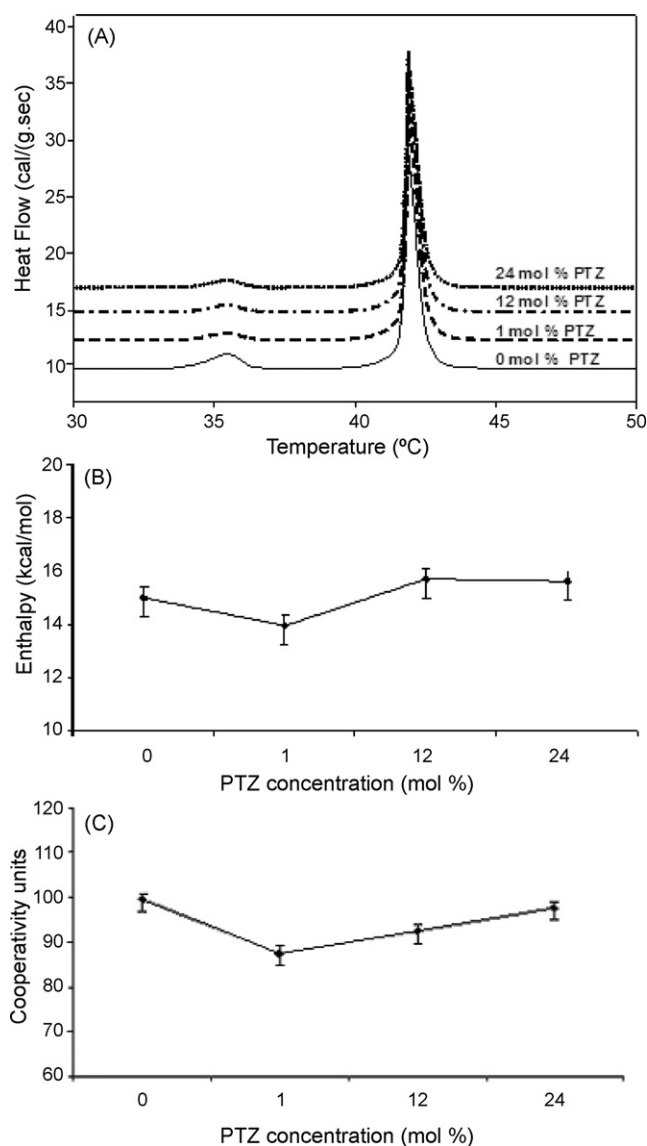 (A)
Heat Flow (cal/(g.sec)
40
35
30
20
15
10
24 mol % PTZ
12 mol % PTZ
1 mol % PTZ
0 mol % PTZ
30
35
40
45
50
Temperature (ºC)
(B)
Enthalpy (kcal/mol)
20
18
16
14
12
10
0
1
12
24
PTZ concentration (mol %)
(C)
Cooperativity units
120
110
100
90
80
70
60
0
1
12
24
PTZ concentration (mol %)